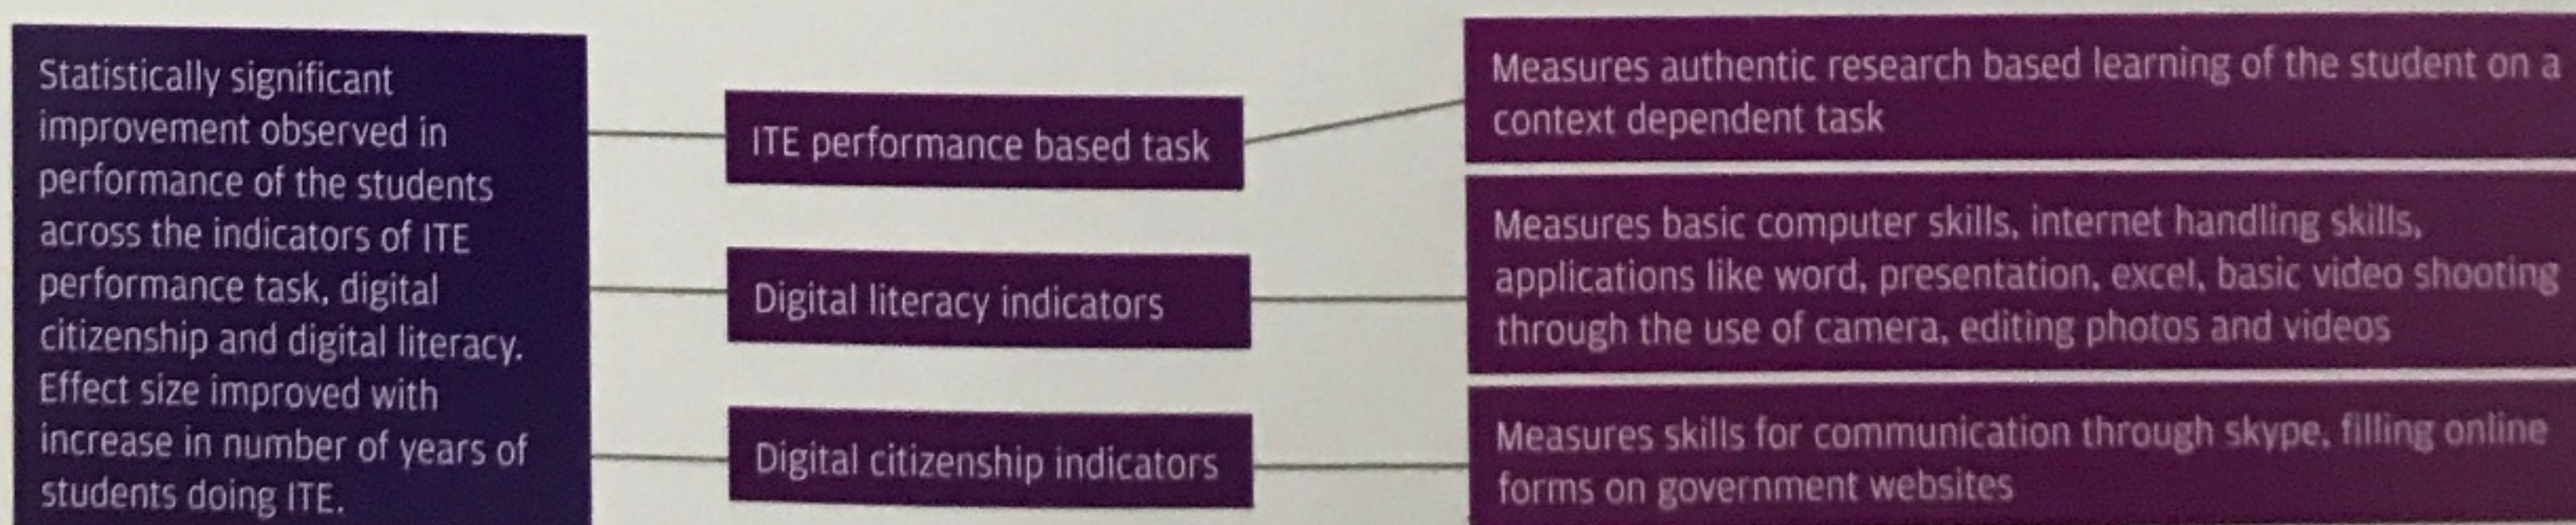 Statistically significant
improvement observed in
performance of the students
across the indicators of ITE
performance task, digital
citizenship and digital literacy.
Effect size improved with
increase in number of years of
students doing ITE.
ITE performance based task
Measures authentic research based learning of the student on a
context dependent task
Digital literacy indicators
Measures basic computer skills, internet handling skills,
applications like word, presentation, excel, basic video shooting
through the use of camera, editing photos and videos
Digital citizenship indicators
Measures skills for communication through skype, filling online
forms on government websites